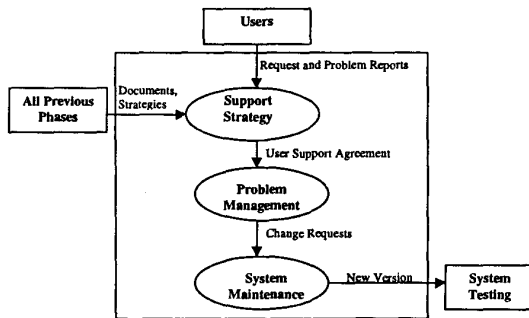 Users
Request and Problem Reports
Documents,
Strategies
All Previous
Phases
Support
Strategy
User Support Agreement
Problem
Management
Change Requests
System
Maintenance
New Version
System
Testing